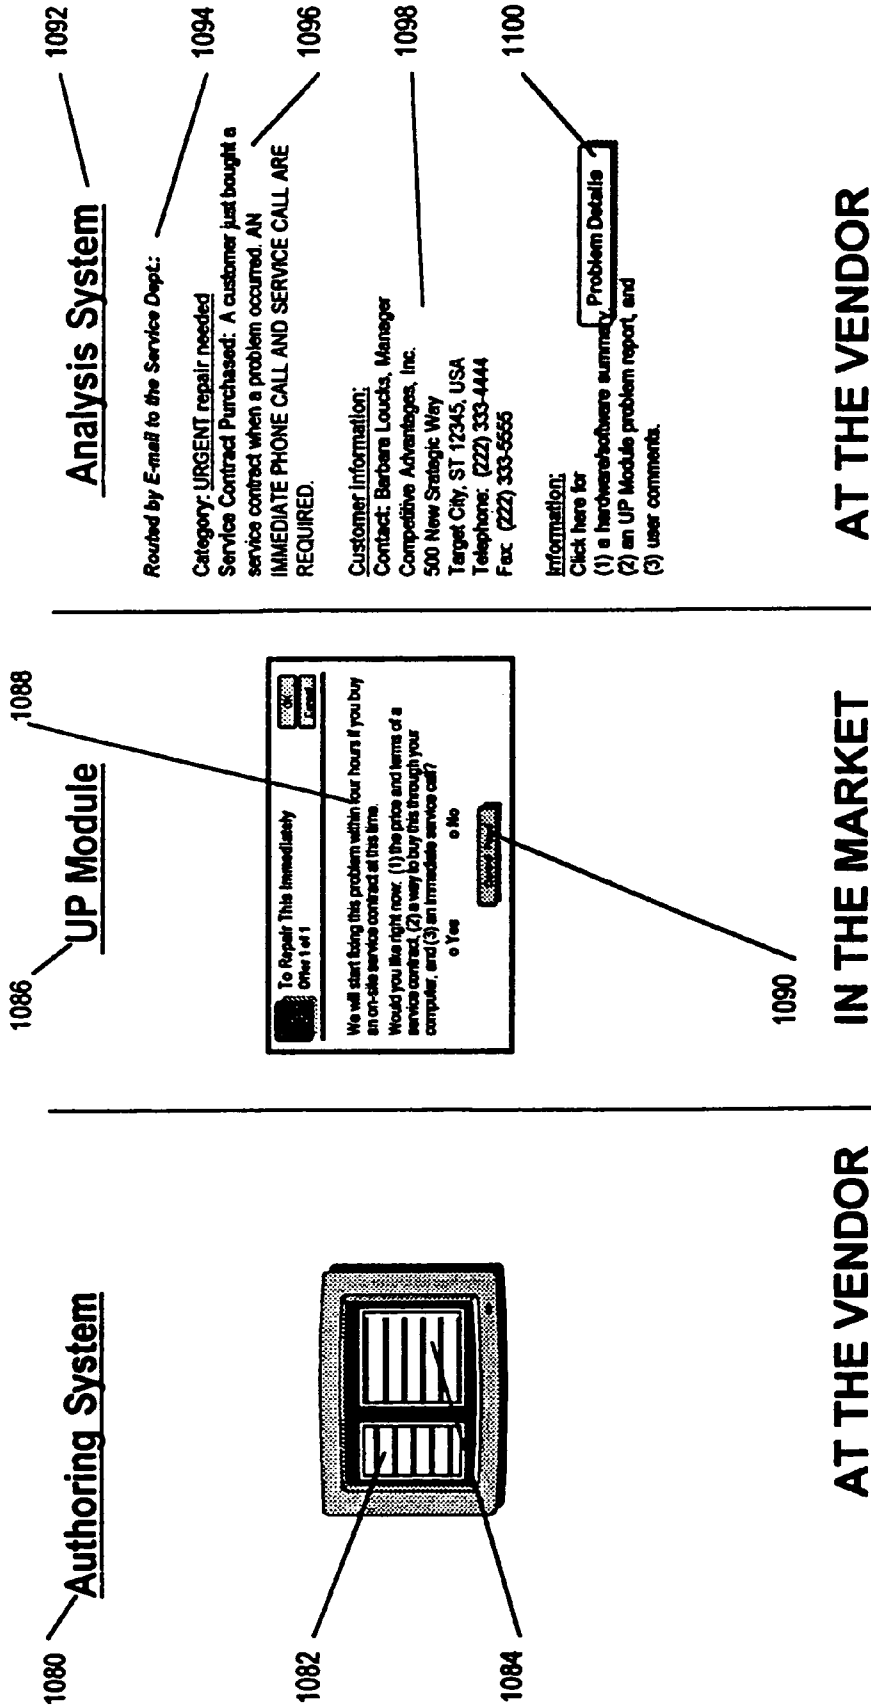 1080
Authoring System
1082
1084
AT THE VENDOR
1086
UP Module
1088
To Repair This Immediately
Offer 1 of 1
OK
Cancel
We will start fixing this problem within four hours if you buy
an on-site service contract at this time.
Would you like right now: (1) the price and terms of a
service contract, (2) a way to buy this through your
computer, and (3) an immediate service call?
o Yes
o No
1090
IN THE MARKET
1092
Analysis System
1094
Routed by E-mail to the Service Dept.:
1096
Category: URGENT repair needed
Service Contract Purchased: A customer just bought a
service contract when a problem occurred. AN
IMMEDIATE PHONE CALL AND SERVICE CALL ARE
REQUIRED.
1098
Customer Information:
Contact: Barbara Loucks, Manager
Competitive Advantages, Inc.
500 New Srategic Way
Target City, ST 12345, USA
Telephone: (222) 333-4444
Fax: (222) 333-5555
1100
Information:
Click here for
(1) a hardware/software summary,
(2) an UP Module problem report, and
(3) user comments.
Problem Details
AT THE VENDOR